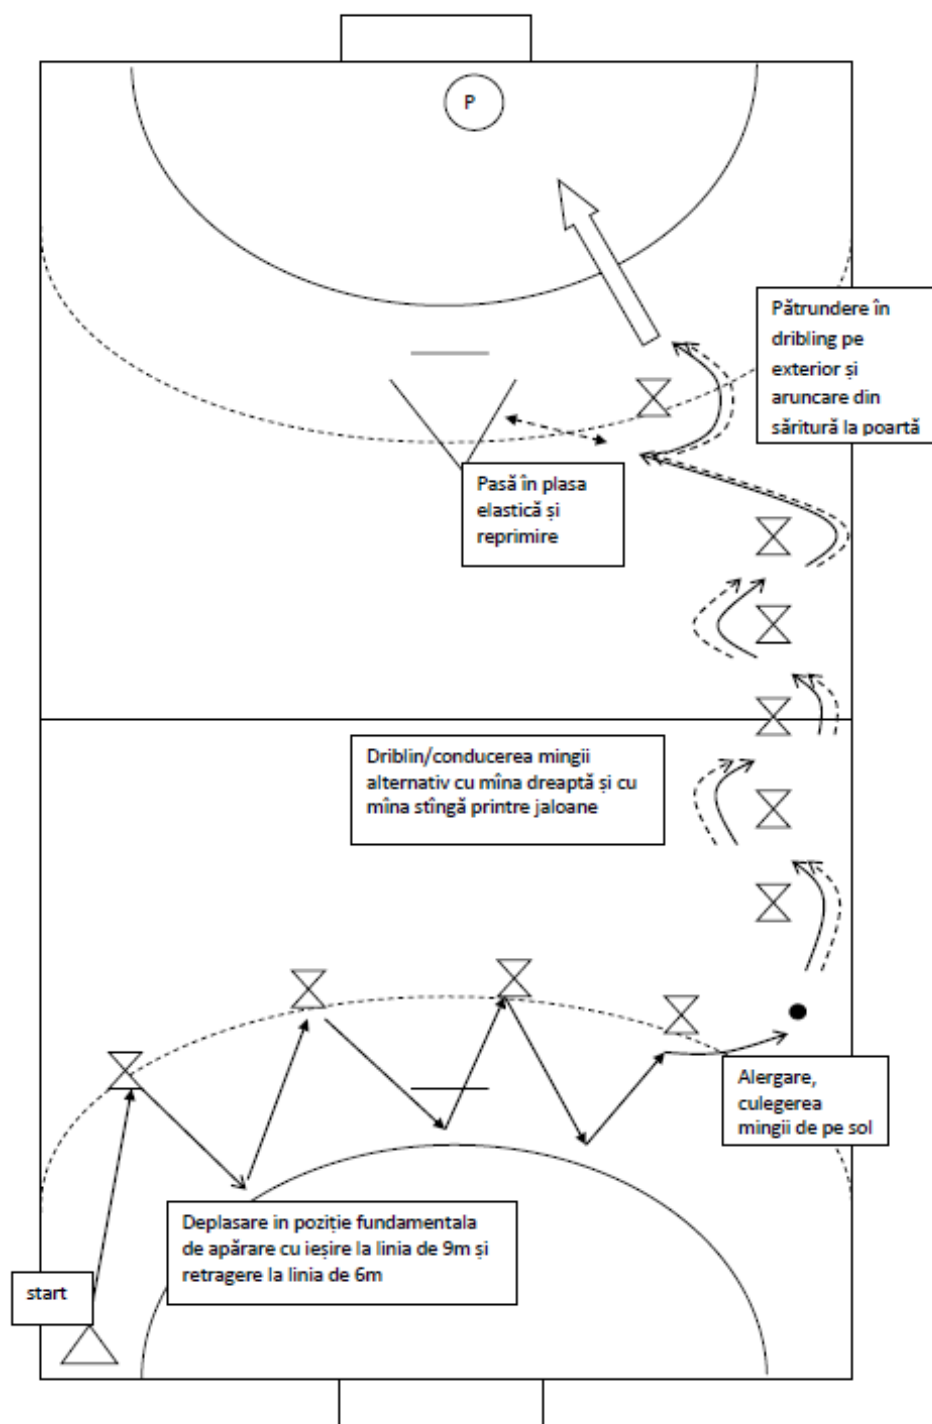 P
Pătrundere în
dribling pe
exterior și
aruncare din
săritură la poartă
Pasă în plasa
elastică și
reprimire
Driblin/conducerea mingii
alternativ cu mîna dreaptă și cu
mîna stîngă printre jaloane
Alergare,
culegerea
mingii de pe sol
Deplasare in poziție fundamentala
de apărare cu ieșire la linia de 9m și
retragere la linia de 6m
start